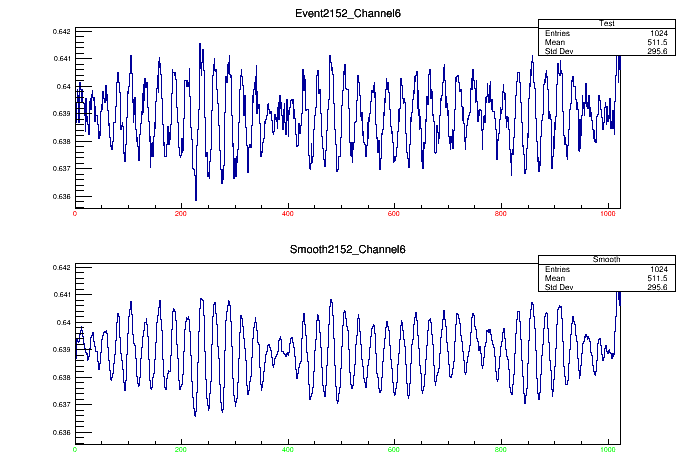 Event2152_Channel6
Test
Entries 1024
Mean 511.5
Std Dev 295.6
0.642
0.641
0.64
0.639
0.638
0.637
0.636
0 200 400 600 800 1000
Smooth2152_Channel6
Smooth
Entries 1024
Mean 511.5
Std Dev 295.6
0.642
0.641
0.64
0.639
0.638
0.637
0.636
0 200 400 600 800 1000